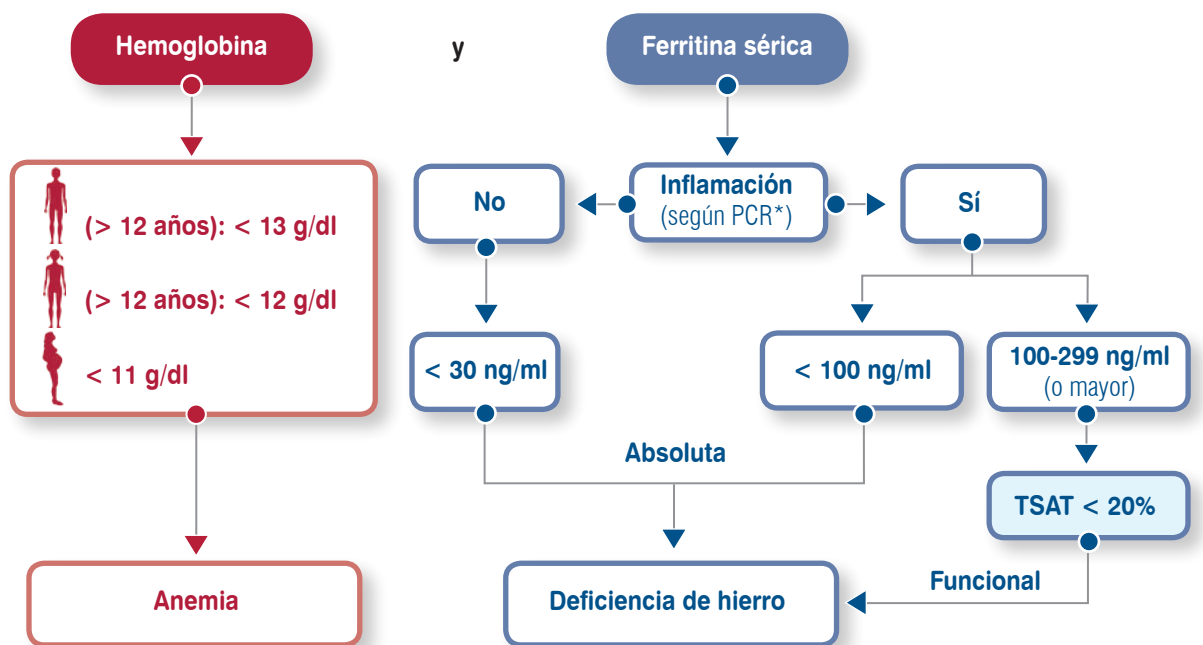 Hemoglobina
y
Ferritina sérica
(> 12 años): < 13 g/dl
(> 12 años): < 12 g/dl
< 11 g/dl
Anemia
Inflamación
(según PCR*)
No
Sí
< 30 ng/ml
< 100 ng/ml
100-299 ng/ml
(o mayor)
Absoluta
TSAT < 20%
Funcional
Deficiencia de hierro